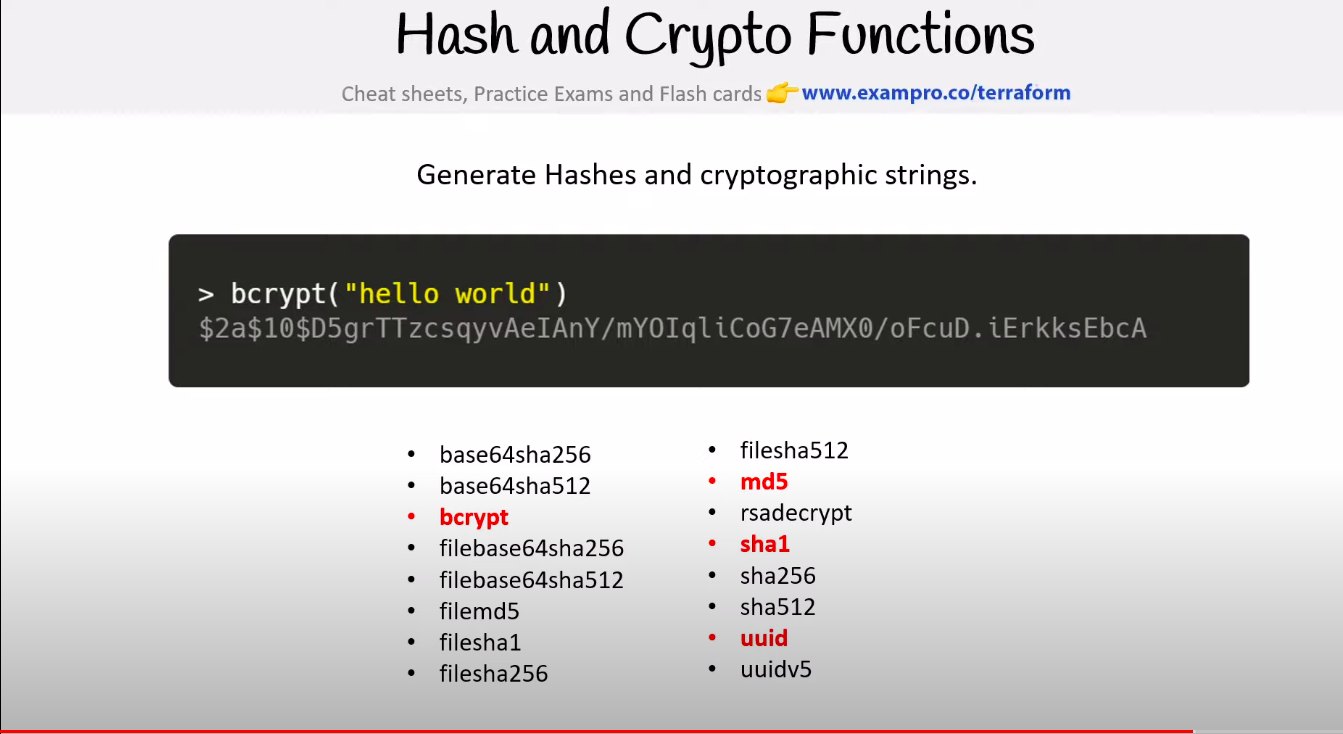 Hash and Crypto Functions
Cheat sheets, Practice Exams and Flash cards 👉 www.exampro.co/terraform
Generate Hashes and cryptographic strings.
> bcrypt("hello world")
$2a$10$D5grTTzcsqyvAeIAnY/mYOIqliCoG7eAMX0/oFcuD.iErkksEbcA
• base64sha256
• base64sha512
• bcrypt
• filebase64sha256
• filebase64sha512
• filemd5
• filesha1
• filesha256
• filesha512
• md5
• rsadecrypt
• sha1
• sha256
• sha512
• uuid
• uuidv5